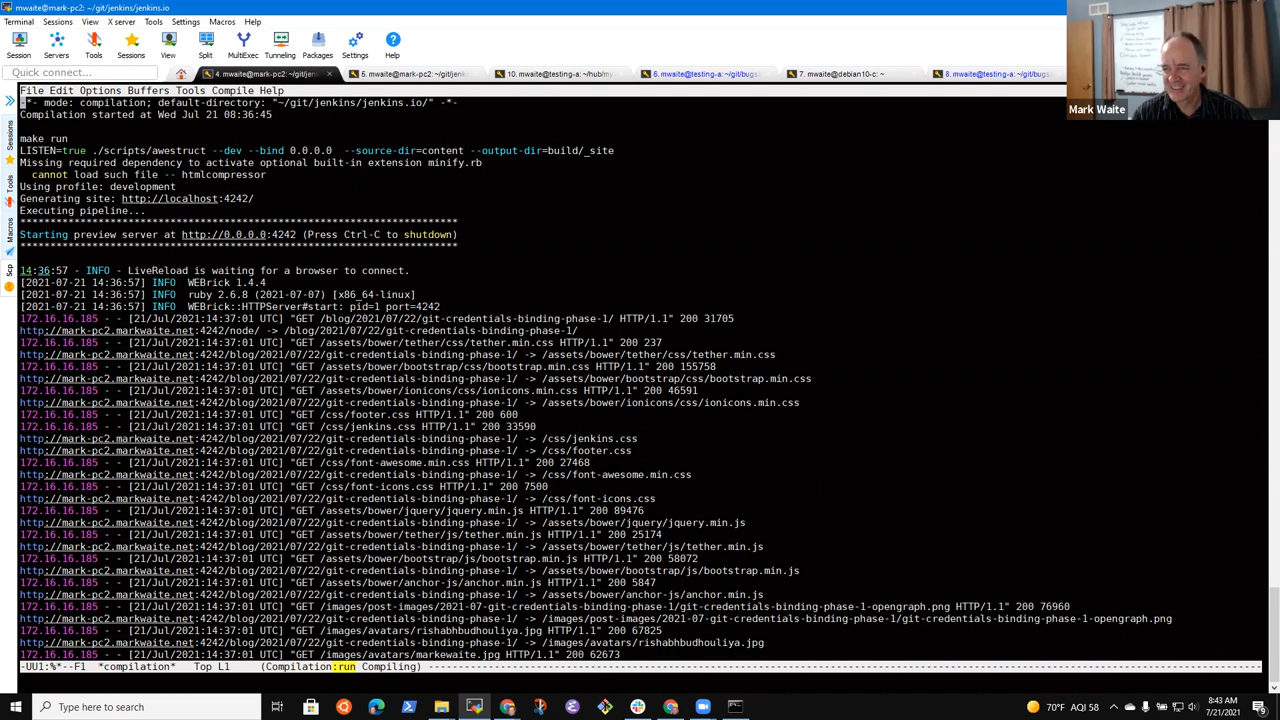 mwaite@mark-pc2:~/git/jenkins/jenkins.io
Terminal Sessions View X server Tools Settings Macros Help
Session Servers Tools Sessions View Split MultiExec Tunneling Packages Settings Help
Quick connect...
4. mwaite@mark-pc2: ~/git/jen
5. mwaite@mark-pc2: ~/git/jenk
10. mwaite@testing-a: ~/hub/my
6. mwaite@testing-a: ~/git/bugs
7. mwaite@debian10-c: ~
8. mwaite@testing-a: ~/git/bugs
File Edit Options Buffers Tools Compile Help
-*- mode: compilation; default-directory: "~/git/jenkins/jenkins.io/" -*-
Compilation started at Wed Jul 21 08:36:45
make run
LISTEN=true ./scripts/awestruct --dev --bind 0.0.0.0 --source-dir=content --output-dir=build/_site
Missing required dependency to activate optional built-in extension minify.rb
cannot load such file -- htmlcompressor
Using profile: development
Generating site: http://localhost:4242/
Executing pipeline...
*************************************************************************
Starting preview server at http://0.0.0.0:4242 (Press Ctrl-C to shutdown)
*************************************************************************
14:36:57 - INFO - LiveReload is waiting for a browser to connect.
[2021-07-21 14:36:57] INFO WEBrick 1.4.4
[2021-07-21 14:36:57] INFO ruby 2.6.8 (2021-07-07) [x86_64-linux]
[2021-07-21 14:36:57] INFO WEBrick::HTTPServer#start: pid=1 port=4242
172.16.16.185 - - [21/Jul/2021:14:37:01 UTC] "GET /blog/2021/07/22/git-credentials-binding-phase-1/ HTTP/1.1" 200 31705
http://mark-pc2.markwaite.net:4242/node/ -> /blog/2021/07/22/git-credentials-binding-phase-1/
172.16.16.185 - - [21/Jul/2021:14:37:01 UTC] "GET /assets/bower/tether/css/tether.min.css HTTP/1.1" 200 237
http://mark-pc2.markwaite.net:4242/blog/2021/07/22/git-credentials-binding-phase-1/ -> /assets/bower/tether/css/tether.min.css
172.16.16.185 - - [21/Jul/2021:14:37:01 UTC] "GET /assets/bower/bootstrap/css/bootstrap.min.css HTTP/1.1" 200 155758
http://mark-pc2.markwaite.net:4242/blog/2021/07/22/git-credentials-binding-phase-1/ -> /assets/bower/bootstrap/css/bootstrap.min.css
172.16.16.185 - - [21/Jul/2021:14:37:01 UTC] "GET /assets/bower/ionicons/css/ionicons.min.css HTTP/1.1" 200 46591
http://mark-pc2.markwaite.net:4242/blog/2021/07/22/git-credentials-binding-phase-1/ -> /assets/bower/ionicons/css/ionicons.min.css
172.16.16.185 - - [21/Jul/2021:14:37:01 UTC] "GET /css/footer.css HTTP/1.1" 200 600
172.16.16.185 - - [21/Jul/2021:14:37:01 UTC] "GET /css/jenkins.css HTTP/1.1" 200 33590
http://mark-pc2.markwaite.net:4242/blog/2021/07/22/git-credentials-binding-phase-1/ -> /css/jenkins.css
http://mark-pc2.markwaite.net:4242/blog/2021/07/22/git-credentials-binding-phase-1/ -> /css/footer.css
172.16.16.185 - - [21/Jul/2021:14:37:01 UTC] "GET /css/font-awesome.min.css HTTP/1.1" 200 27468
http://mark-pc2.markwaite.net:4242/blog/2021/07/22/git-credentials-binding-phase-1/ -> /css/font-awesome.min.css
172.16.16.185 - - [21/Jul/2021:14:37:01 UTC] "GET /css/font-icons.css HTTP/1.1" 200 7500
http://mark-pc2.markwaite.net:4242/blog/2021/07/22/git-credentials-binding-phase-1/ -> /css/font-icons.css
172.16.16.185 - - [21/Jul/2021:14:37:01 UTC] "GET /assets/bower/jquery/jquery.min.js HTTP/1.1" 200 89476
http://mark-pc2.markwaite.net:4242/blog/2021/07/22/git-credentials-binding-phase-1/ -> /assets/bower/jquery/jquery.min.js
172.16.16.185 - - [21/Jul/2021:14:37:01 UTC] "GET /assets/bower/tether/js/tether.min.js HTTP/1.1" 200 25174
http://mark-pc2.markwaite.net:4242/blog/2021/07/22/git-credentials-binding-phase-1/ -> /assets/bower/tether/js/tether.min.js
172.16.16.185 - - [21/Jul/2021:14:37:01 UTC] "GET /assets/bower/bootstrap/js/bootstrap.min.js HTTP/1.1" 200 58072
http://mark-pc2.markwaite.net:4242/blog/2021/07/22/git-credentials-binding-phase-1/ -> /assets/bower/bootstrap/js/bootstrap.min.js
172.16.16.185 - - [21/Jul/2021:14:37:01 UTC] "GET /assets/bower/anchor-js/anchor.min.js HTTP/1.1" 200 5847
http://mark-pc2.markwaite.net:4242/blog/2021/07/22/git-credentials-binding-phase-1/ -> /assets/bower/anchor-js/anchor.min.js
172.16.16.185 - - [21/Jul/2021:14:37:01 UTC] "GET /images/post-images/2021-07-git-credentials-binding-phase-1/git-credentials-binding-phase-1-opengraph.png HTTP/1.1" 200 76960
http://mark-pc2.markwaite.net:4242/blog/2021/07/22/git-credentials-binding-phase-1/ -> /images/post-images/2021-07-git-credentials-binding-phase-1/git-credentials-binding-phase-1-opengraph.png
172.16.16.185 - - [21/Jul/2021:14:37:01 UTC] "GET /images/avatars/rishabhbudhouliya.jpg HTTP/1.1" 200 67825
http://mark-pc2.markwaite.net:4242/blog/2021/07/22/git-credentials-binding-phase-1/ -> /images/avatars/rishabhbudhouliya.jpg
172.16.16.185 - - [21/Jul/2021:14:37:01 UTC] "GET /images/avatars/markewaite.jpg HTTP/1.1" 200 62673
-UU1:%*--F1 *compilation* Top L1 (Compilation:run Compiling)
Sessions
Tools
Macros
Scp
Mark Waite
Type here to search
70°F AQI 58
8:43 AM
7/21/2021